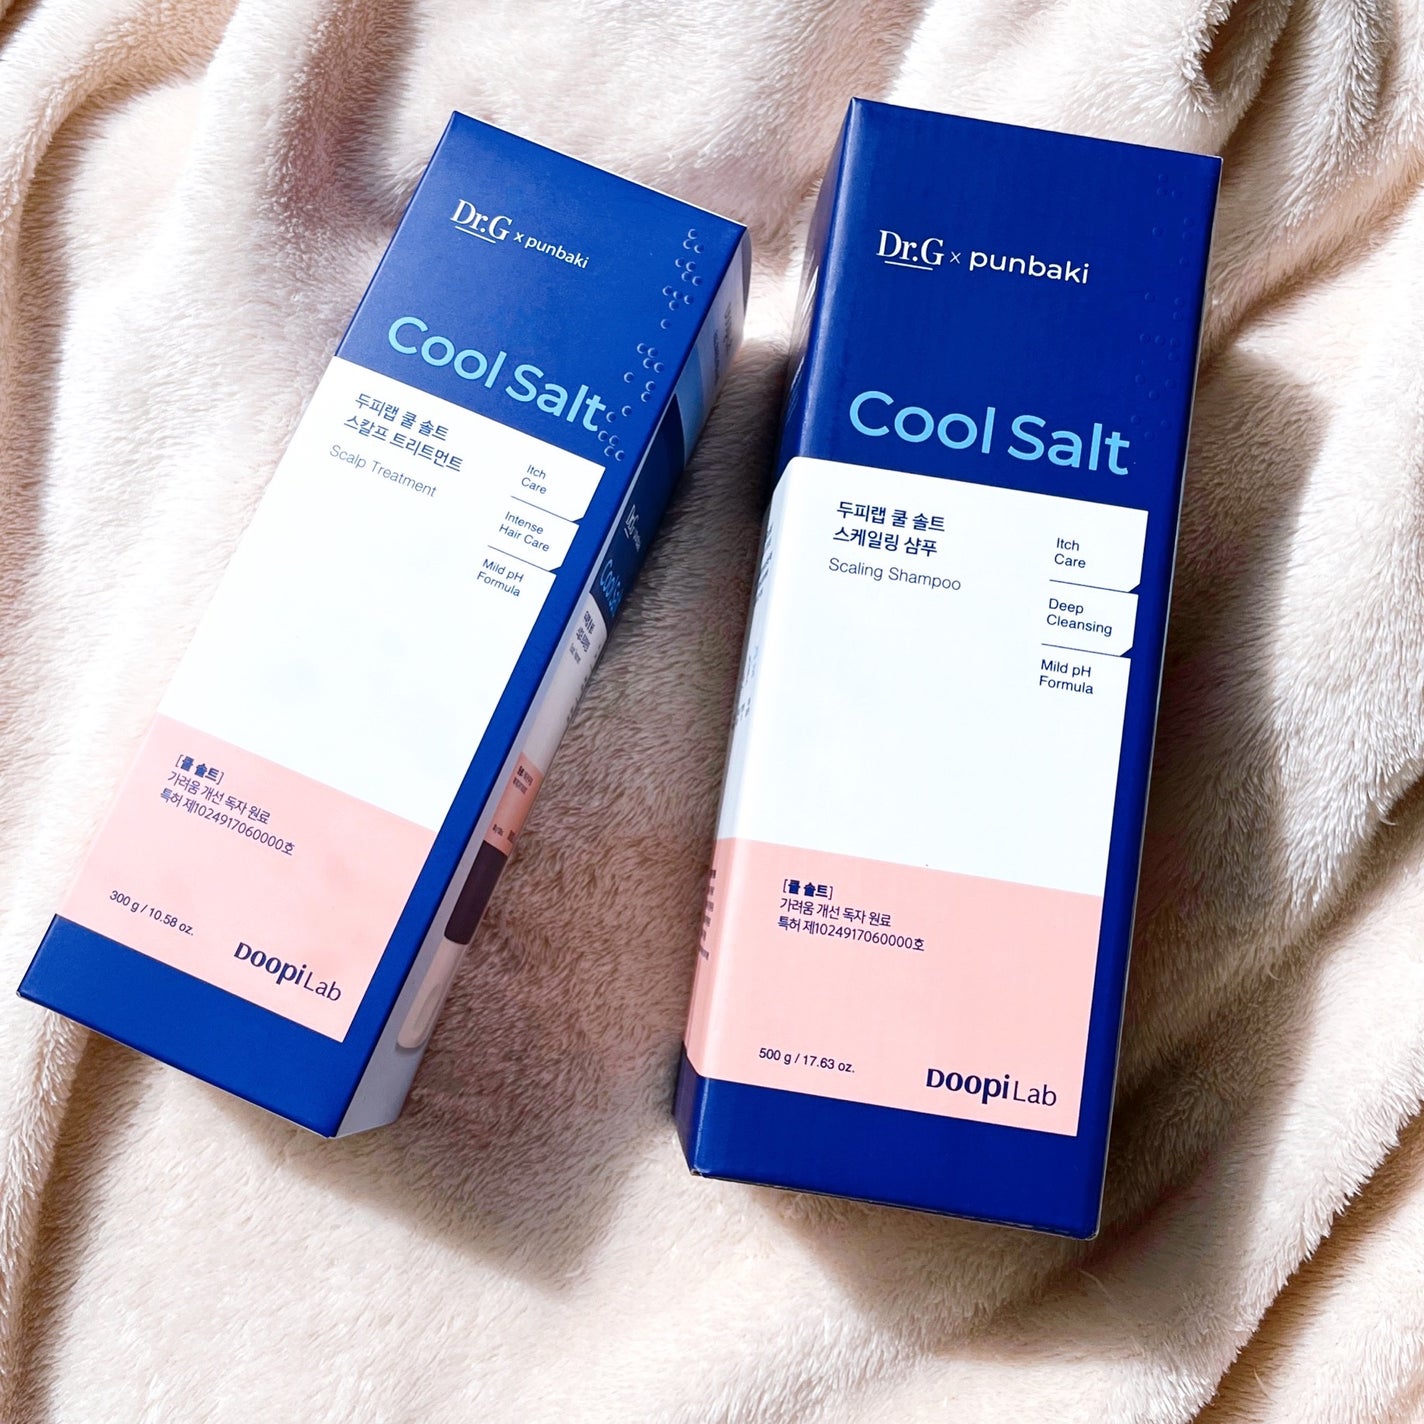 Dr.G x punbaki
Cool Salt
두피랩 쿨 솔트
스칼프 트리트먼트
Scalp Treatment
Itch
Care
Intense
Hair Care
Mild pH
Formula
[쿨 솔트]
가려움 개선 독자 원료
특허 제1024917060000호
300 g / 10.58 oz.
Doopi Lab
Dr.G x punbaki
Cool Salt
두피랩 쿨 솔트
스케일링 샴푸
Scaling Shampoo
Itch
Care
Deep
Cleansing
Mild pH
Formula
[쿨 솔트]
가려움 개선 독자 원료
특허 제1024917060000호
500 g / 17.63 oz.
Doopi Lab